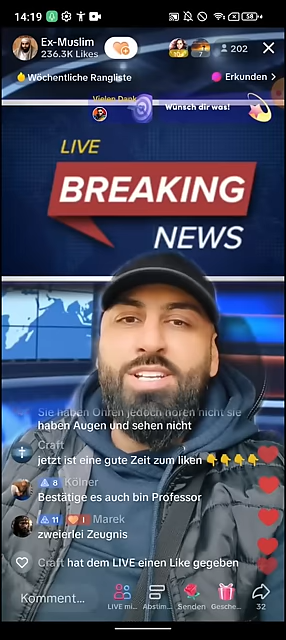 14:19
58
Ex-Muslim
236.3K Likes
202
Wöchentliche Rangliste
Erkunden
Vielen Dank
Wünsch dir was!
LIVE
BREAKING
NEWS
Sie haben Ohren jedoch hören nicht sie
haben Augen und sehen nicht
Craft
jetzt ist eine gute Zeit zum liken 👇👇👇👇
8 Kölner
Bestätige es auch bin Professor
11 I Marek
zweierlei Zeugnis
Craft hat dem LIVE einen Like gegeben
Komment...
LIVE mi...
Abstim...
Senden
Gesche...
32